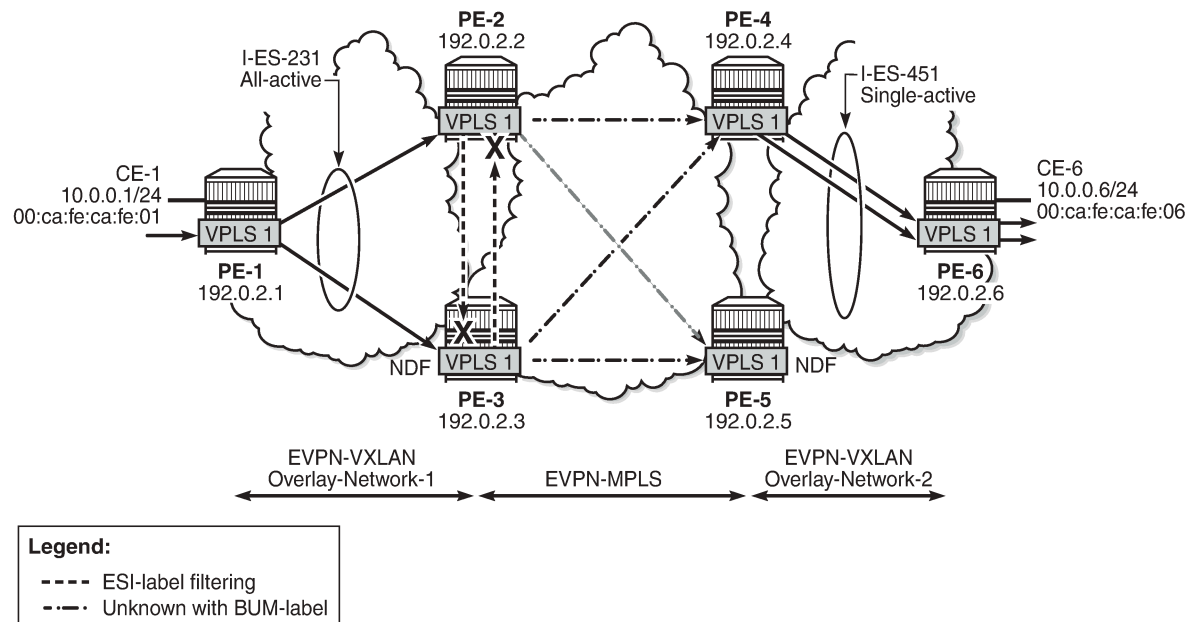 PE-2
192.0.2.2
PE-4
192.0.2.4
I-ES-231
All-active
I-ES-451
Single-active
VPLS 1
VPLS 1
X
CE-1
10.0.0.1/24
00:ca:fe:ca:fe:01
CE-6
10.0.0.6/24
00:ca:fe:ca:fe:06
VPLS 1
VPLS 1
PE-1
192.0.2.1
PE-6
192.0.2.6
X
NDF
VPLS 1
VPLS 1
NDF
PE-3
192.0.2.3
PE-5
192.0.2.5
EVPN-VXLAN
Overlay-Network-1
EVPN-MPLS
EVPN-VXLAN
Overlay-Network-2
Legend:
ESI-label filtering
Unknown with BUM-label